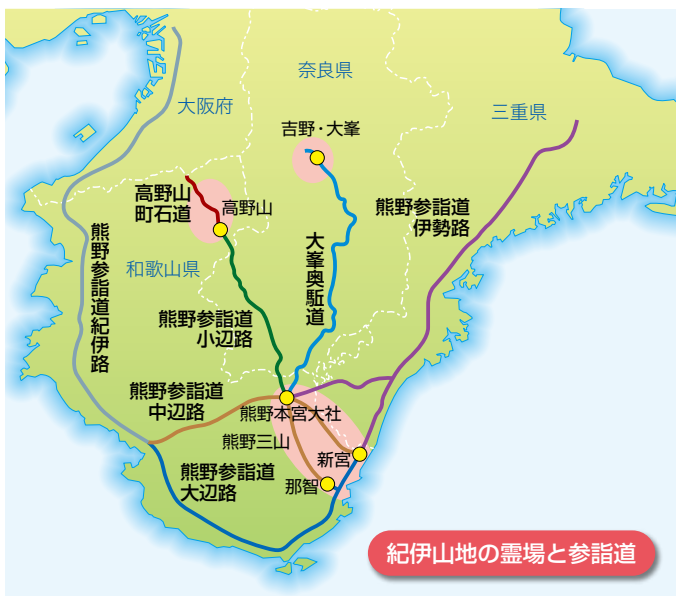 奈良県
大阪府
三重県
吉野・大峯
高野山
町石道
高野山
熊野参詣道
伊勢路
熊野参詣道紀伊路
大峯奥駈道
和歌山県
熊野参詣道
小辺路
熊野参詣道
中辺路
熊野本宮大社
熊野三山
新宮
熊野参詣道
大辺路
那智
紀伊山地の霊場と参詣道